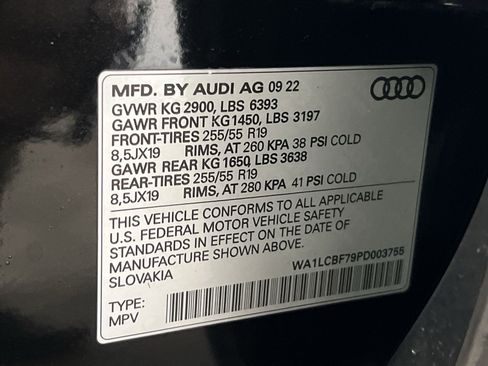 MFD. BY AUDI AG 09 22
GVWR KG 2900, LBS 6393
GAWR FRONT KG1450, LBS 3197
FRONT-TIRES 255/55 R19
8,5JX19 RIMS, AT 260 KPA 38 PSI COLD
GAWR REAR KG 1650, LBS 3638
REAR-TIRES 255/55 R19
8,5JX19 RIMS, AT 280 KPA 41 PSI COLD
THIS VEHICLE CONFORMS TO ALL APPLICABLE
U.S. FEDERAL MOTOR VEHICLE SAFETY
STANDARDS IN EFFECT ON THE DATE OF
MANUFACTURE SHOWN ABOVE.
SLOVAKIA
WA1LCBF79PD003755
TYPE:
MPV